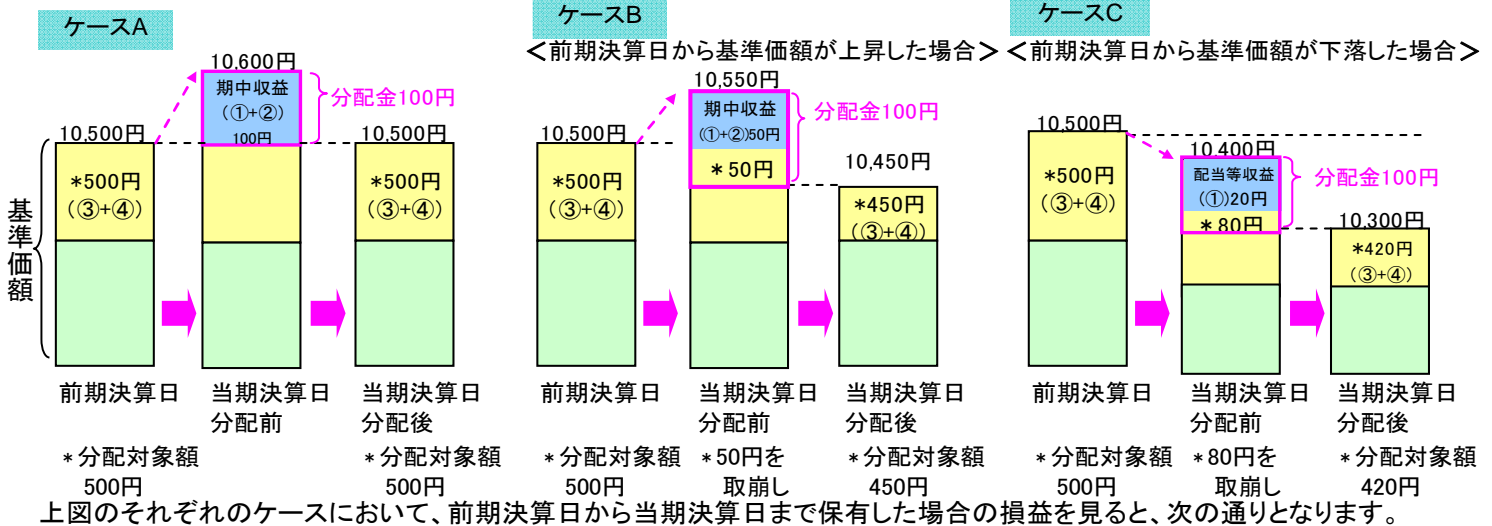 ケースA
10,600円
期中収益
(①+②)
100円
分配金100円
10,500円
10,500円
*500円
(③+④)
*500円
(③+④)
基準価額
前期決算日
当期決算日
分配前
当期決算日
分配後
*分配対象額
500円
*分配対象額
500円
ケースB
<前期決算日から基準価額が上昇した場合>
10,550円
期中収益
(①+②)50円
*50円
分配金100円
10,500円
10,450円
*500円
(③+④)
*450円
(③+④)
前期決算日
当期決算日
分配前
当期決算日
分配後
*分配対象額
500円
*50円を
取崩し
*分配対象額
450円
ケースC
<前期決算日から基準価額が下落した場合>
10,500円
10,400円
配当等収益
(①)20円
*80円
分配金100円
10,300円
*500円
(③+④)
*420円
(③+④)
前期決算日
当期決算日
分配前
当期決算日
分配後
*分配対象額
500円
*80円を
取崩し
*分配対象額
420円
上図のそれぞれのケースにおいて、前期決算日から当期決算日まで保有した場合の損益を見ると、次の通りとなります。